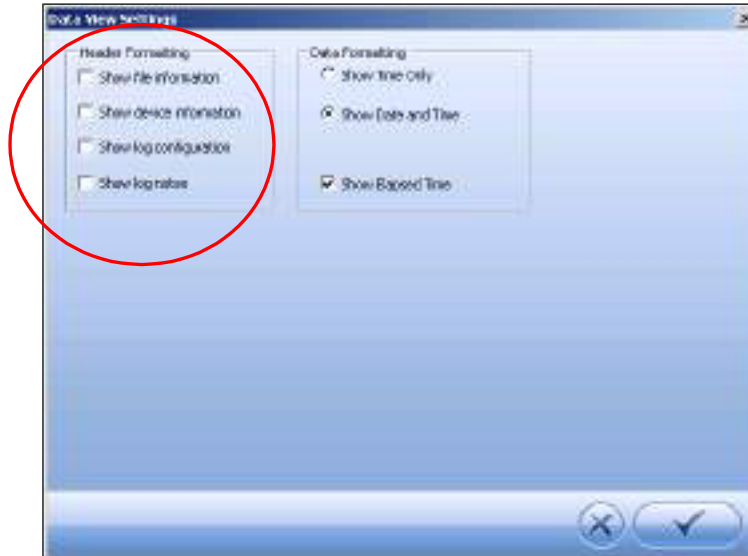 Data View Settings
Header Formatting
Show file information
Show device information
Show log configuration
Show log notes
Data Formatting
Show Time Only
Show Date and Time
Show Elapsed Time